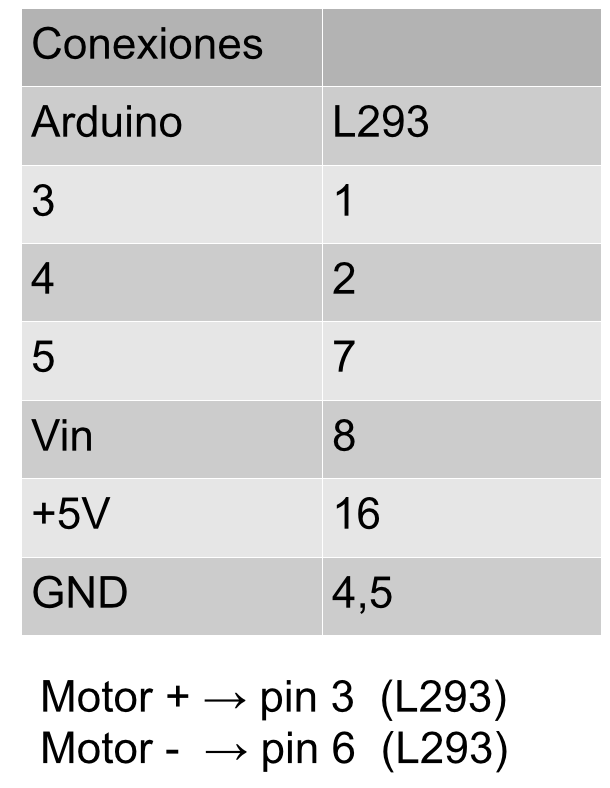 Conexiones
Arduino L293
3 1
4 2
5 7
Vin 8
+5V 16
GND 4,5
Motor + → pin 3 (L293)
Motor - → pin 6 (L293)